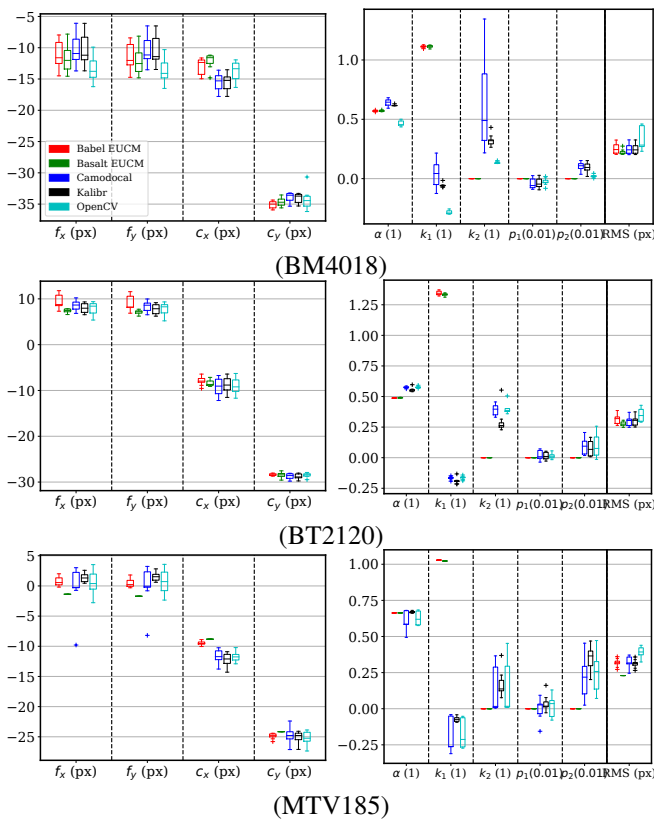 −5
−10
−15
−20
−25
−30
−35
Babel EUCM
Basalt EUCM
Camodocal
Kalibr
OpenCV
fx (px) fy (px) cx (px) cy (px)
1.0
0.5
0.0
α (1) k1 (1) k2 (1) p1(0.01) p2(0.01) RMS (px)
(BM4018)
10
0
−10
−20
−30
fx (px) fy (px) cx (px) cy (px)
1.25
1.00
0.75
0.50
0.25
0.00
−0.25
α (1) k1 (1) k2 (1) p1(0.01) p2(0.01) RMS (px)
(BT2120)
5
0
−5
−10
−15
−20
−25
fx (px) fy (px) cx (px) cy (px)
1.00
0.75
0.50
0.25
0.00
−0.25
α (1) k1 (1) k2 (1) p1(0.01) p2(0.01) RMS (px)
(MTV185)